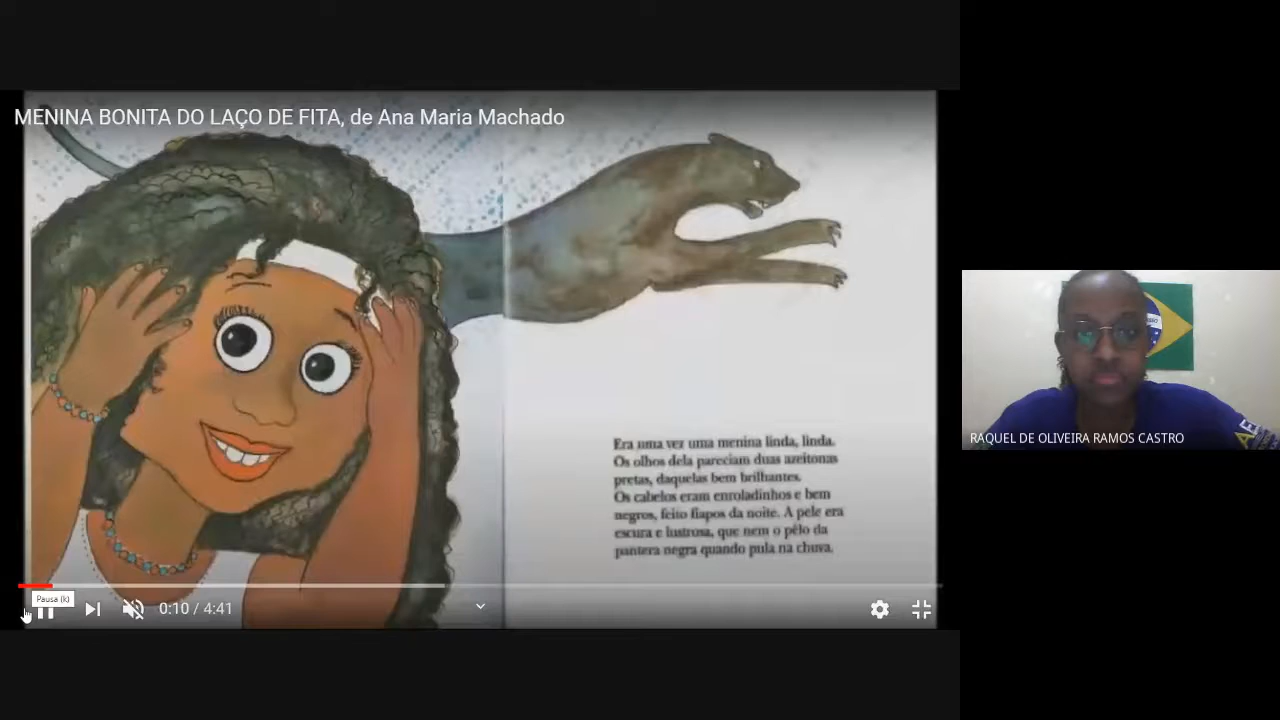 MENINA BONITA DO LAÇO DE FITA, de Ana Maria Machado
Era uma vez uma menina linda, linda.
Os olhos dela pareciam duas azeitonas
pretas, daquelas bem brilhantes.
Os cabelos eram enroladinhos e bem
negros, feito fiapos da noite. A pele era
escura e lustrosa, que nem o pêlo da
pantera negra quando pula na chuva.
Pausa (k)
0:10 / 4:41
RAQUEL DE OLIVEIRA RAMOS CASTRO